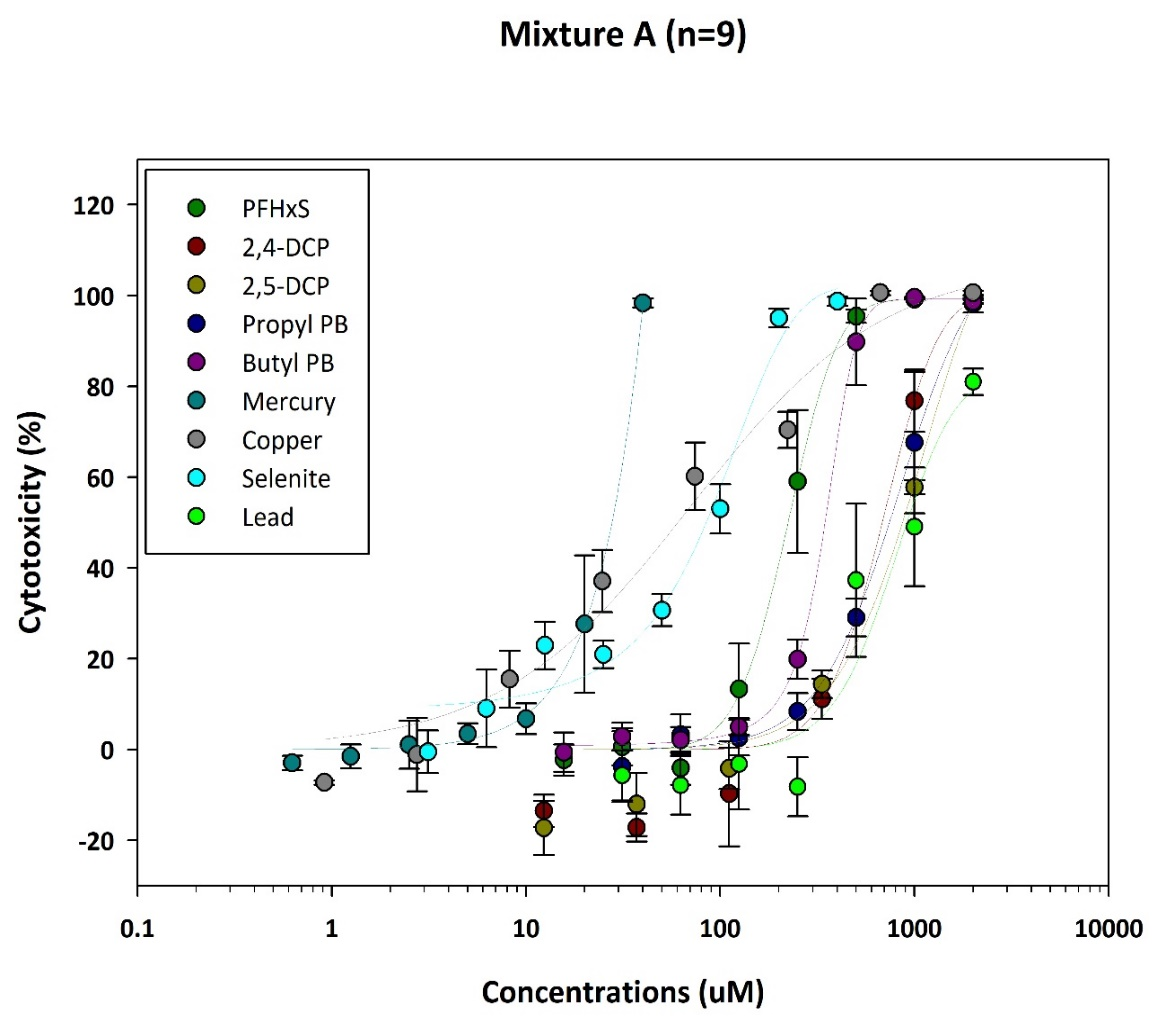 Mixture A (n=9)
120
100
80
60
40
20
0
-20
Cytotoxicity (%)
PFHxS
2,4-DCP
2,5-DCP
Propyl PB
Butyl PB
Mercury
Copper
Selenite
Lead
0.1 1 10 100 1000 10000
Concentrations (uM)